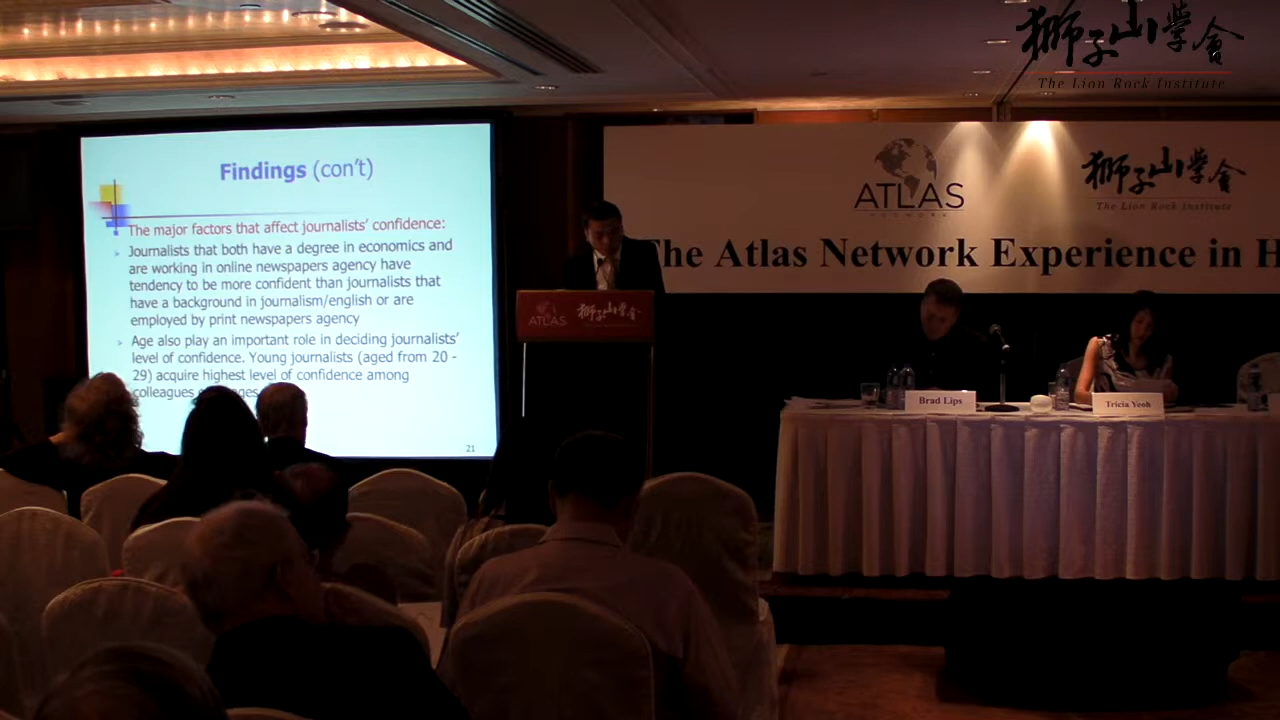 獅子山學會
The Lion Rock Institute
Findings (con't)
The major factors that affect journalists' confidence:
Journalists that both have a degree in economics and
are working in online newspapers agency have
tendency to be more confident than journalists that
have a background in journalism/english or are
employed by print newspapers agency
Age also play an important role in deciding journalists'
level of confidence. Young journalists (aged from 20 -
29) acquire highest level of confidence among
colleagues
21
ATLAS
NETWORK
獅子山學會
The Lion Rock Institute
The Atlas Network Experience in H
ATLAS
獅子山學會
Brad Lips
Tricia Yeoh